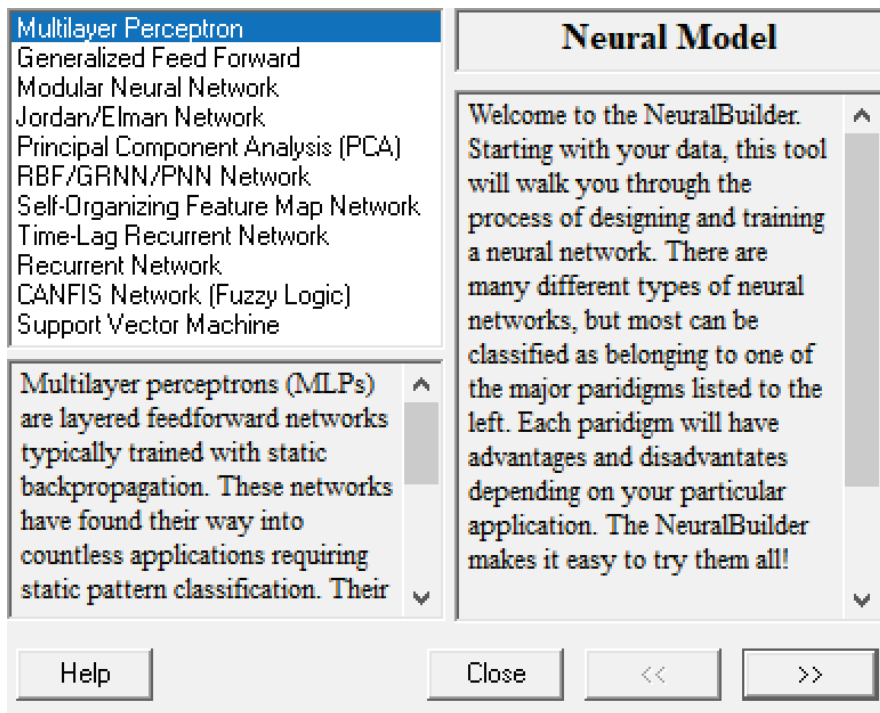 Multilayer Perceptron
Generalized Feed Forward
Modular Neural Network
Jordan/Elman Network
Principal Component Analysis (PCA)
RBF/GRNN/PNN Network
Self-Organizing Feature Map Network
Time-Lag Recurrent Network
Recurrent Network
CANFIS Network (Fuzzy Logic)
Support Vector Machine
Multilayer perceptrons (MLPs)
are layered feedforward networks
typically trained with static
backpropagation. These networks
have found their way into
countless applications requiring
static pattern classification. Their
Neural Model
Welcome to the NeuralBuilder.
Starting with your data, this tool
will walk you through the
process of designing and training
a neural network. There are
many different types of neural
networks, but most can be
classified as belonging to one of
the major paridigms listed to the
left. Each paridigm will have
advantages and disadvantates
depending on your particular
application. The NeuralBuilder
makes it easy to try them all!
Help
Close
<<
>>